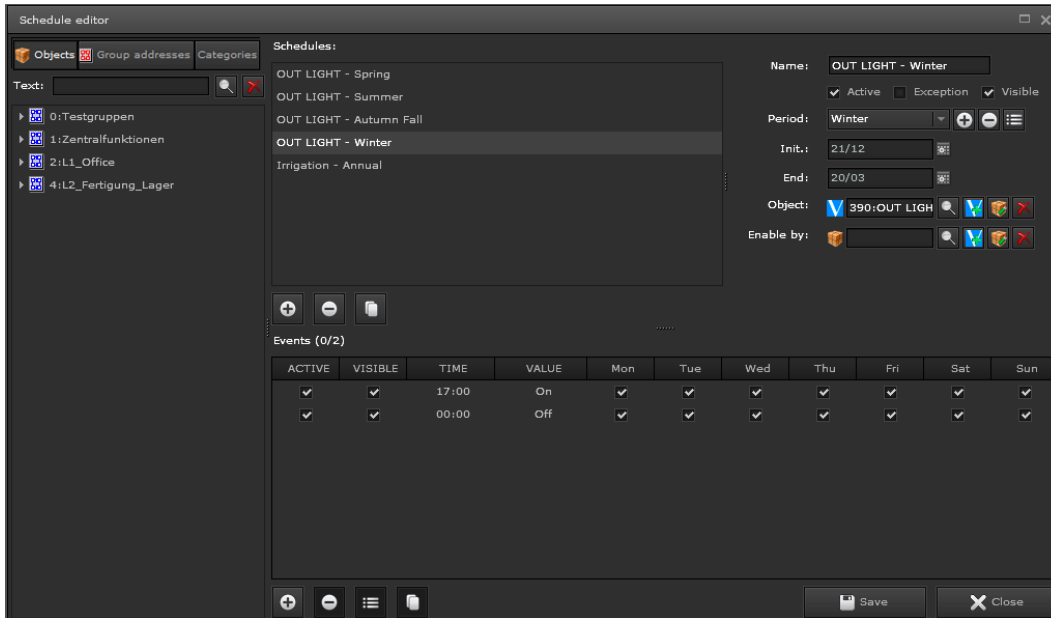 Schedule editor
Objects Group addresses Categories
Text:
0:Testgruppen
1:Zentralfunktionen
2:L1_Office
4:L2_Fertigung_Lager
Schedules:
OUT LIGHT - Spring
OUT LIGHT - Summer
OUT LIGHT - Autumn Fall
OUT LIGHT - Winter
Irrigation - Annual
Name: OUT LIGHT - Winter
Active Exception Visible
Period: Winter
Init.: 21/12
End: 20/03
Object: 390:OUT LIGH
Enable by:
Events (0/2)
ACTIVE VISIBLE TIME VALUE Mon Tue Wed Thu Fri Sat Sun
17:00 On
00:00 Off
Save Close